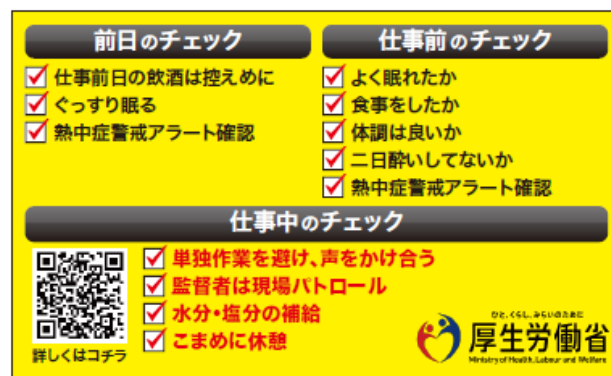 前日のチェック
仕事前日の飲酒は控えめに
ぐっすり眠る
熱中症警戒アラート確認
仕事前のチェック
よく眠れたか
食事をしたか
体調は良いか
二日酔いしてないか
熱中症警戒アラート確認
仕事中のチェック
単独作業を避け、声をかけ合う
監督者は現場パトロール
水分・塩分の補給
こまめに休憩
詳しくはコチラ
ひと、くらし、みらいのために
厚生労働省
Ministry of Health, Labour and Welfare